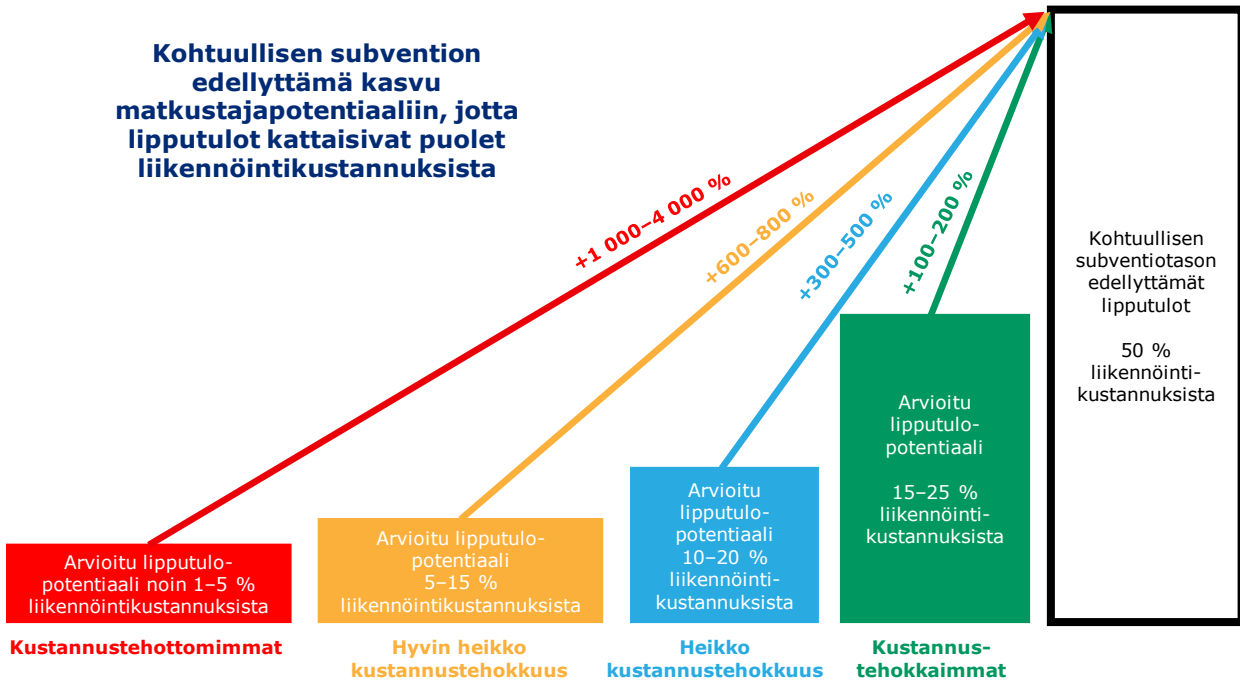 Kohtuullisen subvention
edellyttämä kasvu
matkustajapotentiaaliin, jotta
lipputulot kattaisivat puolet
liikennöintikustannuksista
+1 000–4 000 %
+600–800 %
+300–500 %
+100–200 %
Arvioitu lipputulo-
potentiaali noin 1–5 %
liikennöintikustannuksista
Kustannustehottomimmat
Arvioitu lipputulo-
potentiaali
5–15 %
liikennöintikustannuksista
Hyvin heikko
kustannustehokkuus
Arvioitu
lipputulo-
potentiaali
10–20 %
liikennöinti-
kustannuksista
Heikko
kustannustehokkuus
Arvioitu
lipputulo-
potentiaali
15–25 %
liikennöinti-
kustannuksista
Kustannus-
tehokkaimmat
Kohtuullisen
subventiotason
edellyttämät
lipputulot
50 %
liikennöinti-
kustannuksista